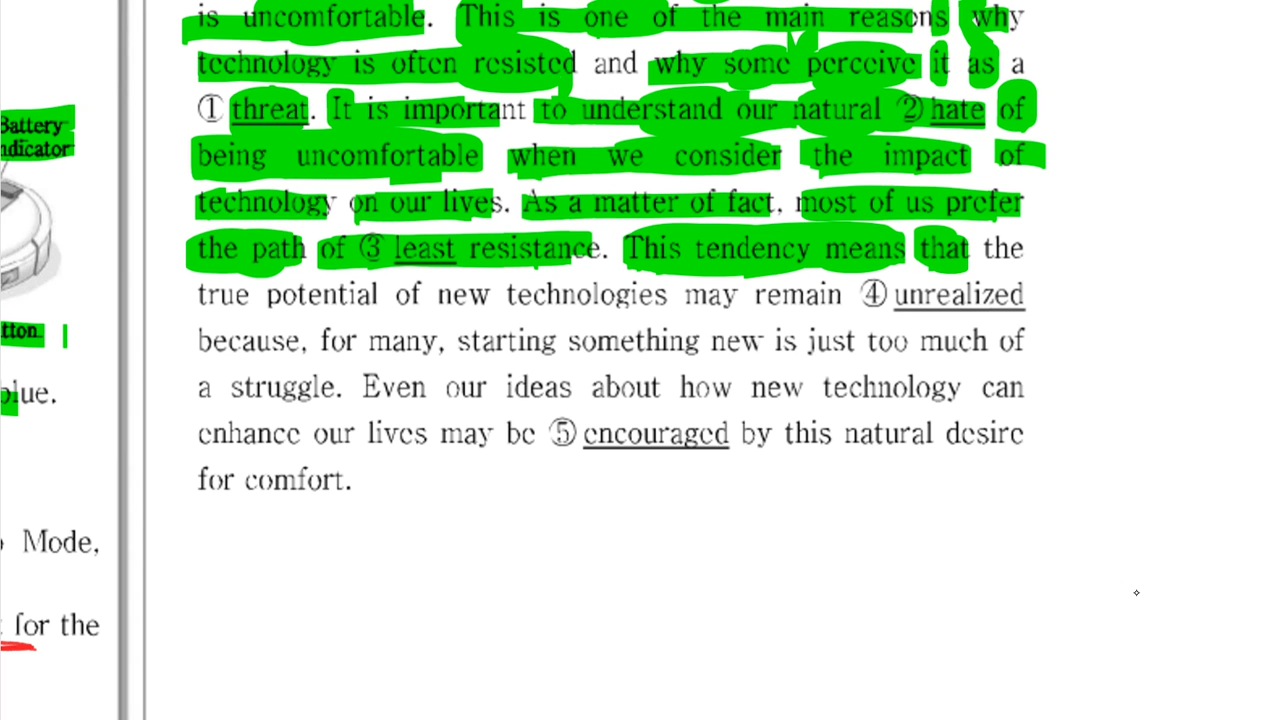 is uncomfortable. This is one of the main reasons why
technology is often resisted and why some perceive it as a
① threat. It is important to understand our natural ② hate of
being uncomfortable when we consider the impact of
technology on our lives. As a matter of fact, most of us prefer
the path of ③ least resistance. This tendency means that the
true potential of new technologies may remain ④ unrealized
because, for many, starting something new is just too much of
a struggle. Even our ideas about how new technology can
enhance our lives may be ⑤ encouraged by this natural desire
for comfort.
Battery
Mode,
for the